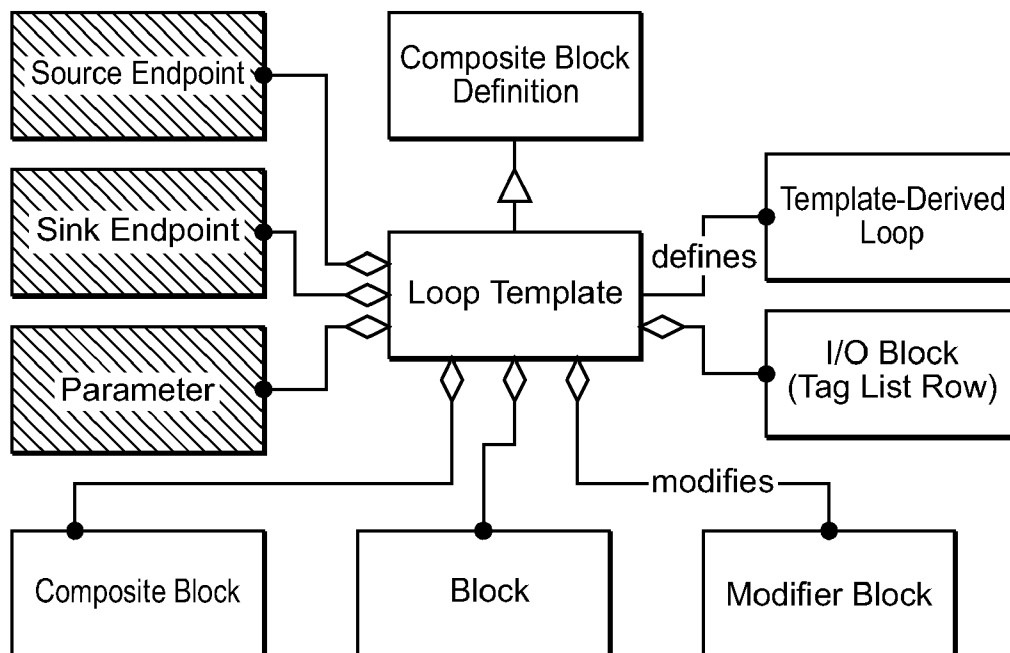 Source Endpoint
Composite Block
Definition
Sink Endpoint
Template-Derived
Loop
defines
Loop Template
Parameter
I/O Block
(Tag List Row)
modifies
Composite Block
Block
Modifier Block